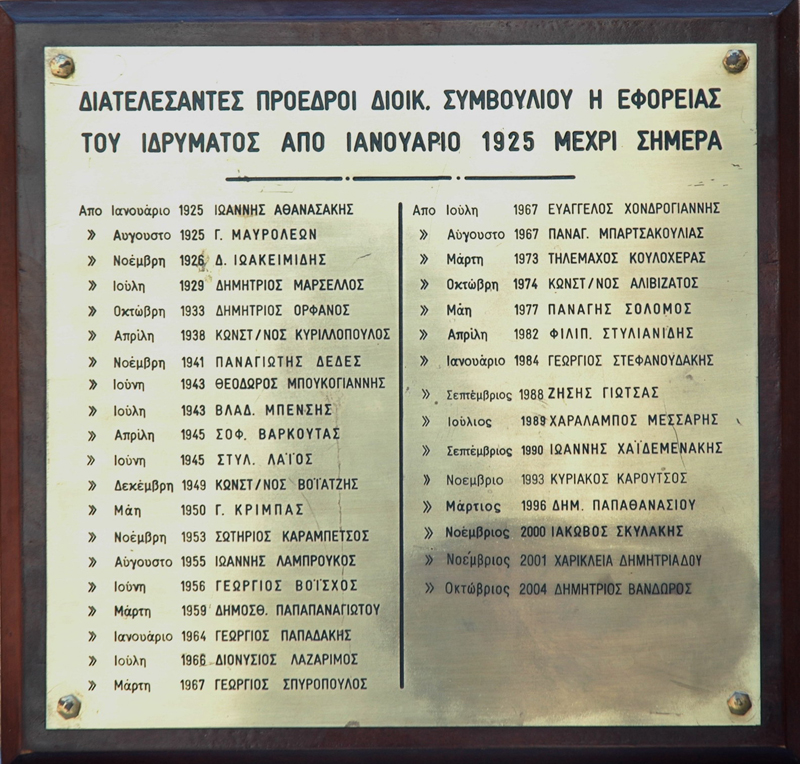 ΔΙΑΤΕΛΕΣΑΝΤΕΣ ΠΡΟΕΔΡΟΙ ΔΙΟΙΚ. ΣΥΜΒΟΥΛΙΟΥ Η ΕΦΟΡΕΙΑΣ
ΤΟΥ ΙΔΡΥΜΑΤΟΣ ΑΠΟ ΙΑΝΟΥΑΡΙΟ 1925 ΜΕΧΡΙ ΣΗΜΕΡΑ
Απο Ιανουάριο 1925 ΙΩΑΝΝΗΣ ΑΘΑΝΑΣΑΚΗΣ
» Αυγουστο 1925 Γ. ΜΑΥΡΟΛΕΩΝ
» Νοέμβρη 1926 Δ. ΙΩΑΚΕΙΜΙΔΗΣ
» Ιούλη 1929 ΔΗΜΗΤΡΙΟΣ ΜΑΡΣΕΛΛΟΣ
» Οκτώβρη 1933 ΔΗΜΗΤΡΙΟΣ ΟΡΦΑΝΟΣ
» Απρίλη 1938 ΚΩΝΣΤ/ΝΟΣ ΚΥΡΙΛΛΟΠΟΥΛΟΣ
» Νοέμβρη 1941 ΠΑΝΑΓΙΩΤΗΣ ΔΕΔΕΣ
» Ιούνη 1943 ΘΕΟΔΩΡΟΣ ΜΠΟΥΚΟΓΙΑΝΝΗΣ
» Ιούλη 1943 ΒΛΑΔ. ΜΠΕΝΣΗΣ
» Απρίλη 1945 ΣΟΦ. ΒΑΡΚΟΥΤΑΣ
» Ιούνη 1945 ΣΤΥΛ. ΛΑΪΟΣ
» Δεκέμβρη 1949 ΚΩΝΣΤ/ΝΟΣ ΒΟΪΑΤΖΗΣ
» Μάη 1950 Γ. ΚΡΙΜΠΑΣ
» Νοέμβρη 1953 ΣΩΤΗΡΙΟΣ ΚΑΡΑΜΠΕΤΣΟΣ
» Αύγουστο 1955 ΙΩΑΝΝΗΣ ΛΑΜΠΡΟΥΚΟΣ
» Ιούνη 1956 ΓΕΩΡΓΙΟΣ ΒΟΪΣΧΟΣ
» Μάρτη 1959 ΔΗΜΟΣΘ. ΠΑΠΑΠΑΝΑΓΙΩΤΟΥ
» Ιανουάριο 1964 ΓΕΩΡΓΙΟΣ ΠΑΠΑΔΑΚΗΣ
» Ιούλη 1966 ΔΙΟΝΥΣΙΟΣ ΛΑΖΑΡΙΜΟΣ
» Μάρτη 1967 ΓΕΩΡΓΙΟΣ ΣΠΥΡΟΠΟΥΛΟΣ
Απο Ιούλη 1967 ΕΥΑΓΓΕΛΟΣ ΧΟΝΔΡΟΓΙΑΝΝΗΣ
» Αύγουστο 1967 ΠΑΝΑΓ. ΜΠΑΡΤΣΑΚΟΥΛΙΑΣ
» Μάρτη 1973 ΤΗΛΕΜΑΧΟΣ ΚΟΥΛΟΧΕΡΑΣ
» Οκτώβρη 1974 ΚΩΝΣΤ/ΝΟΣ ΑΛΙΒΙΖΑΤΟΣ
» Μάη 1977 ΠΑΝΑΓΗΣ ΣΟΛΟΜΟΣ
» Απρίλη 1982 ΦΙΛΙΠ. ΣΤΥΛΙΑΝΙΔΗΣ
» Ιανουάριο 1984 ΓΕΩΡΓΙΟΣ ΣΤΕΦΑΝΟΥΔΑΚΗΣ
» Σεπτέμβριος 1988 ΖΗΣΗΣ ΓΙΩΤΣΑΣ
» Ιούλιος 1989 ΧΑΡΑΛΑΜΠΟΣ ΜΕΣΣΑΡΗΣ
» Σεπτέμβριος 1990 ΙΩΑΝΝΗΣ ΧΑΪΔΕΜΕΝΑΚΗΣ
» Νοεμβριο 1993 ΚΥΡΙΑΚΟΣ ΚΑΡΟΥΤΣΟΣ
» Μάρτιος 1996 ΔΗΜ. ΠΑΠΑΘΑΝΑΣΙΟΥ
» Νοέμβριος 2000 ΙΑΚΩΒΟΣ ΣΚΥΛΑΚΗΣ
» Νοέμβριος 2001 ΧΑΡΙΚΛΕΙΑ ΔΗΜΗΤΡΙΑΔΟΥ
» Οκτώβριος 2004 ΔΗΜΗΤΡΙΟΣ ΒΑΝΔΩΡΟΣ